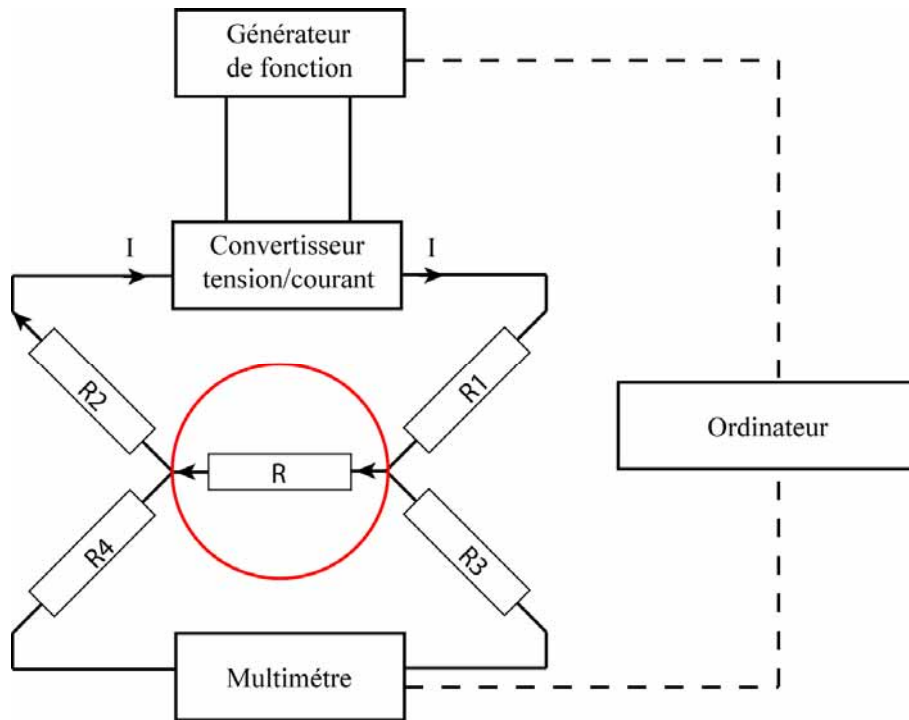 Générateur
de fonction
I
Convertisseur
tension/courant
I
R2
R1
R
Ordinateur
R4
R3
Multimétre